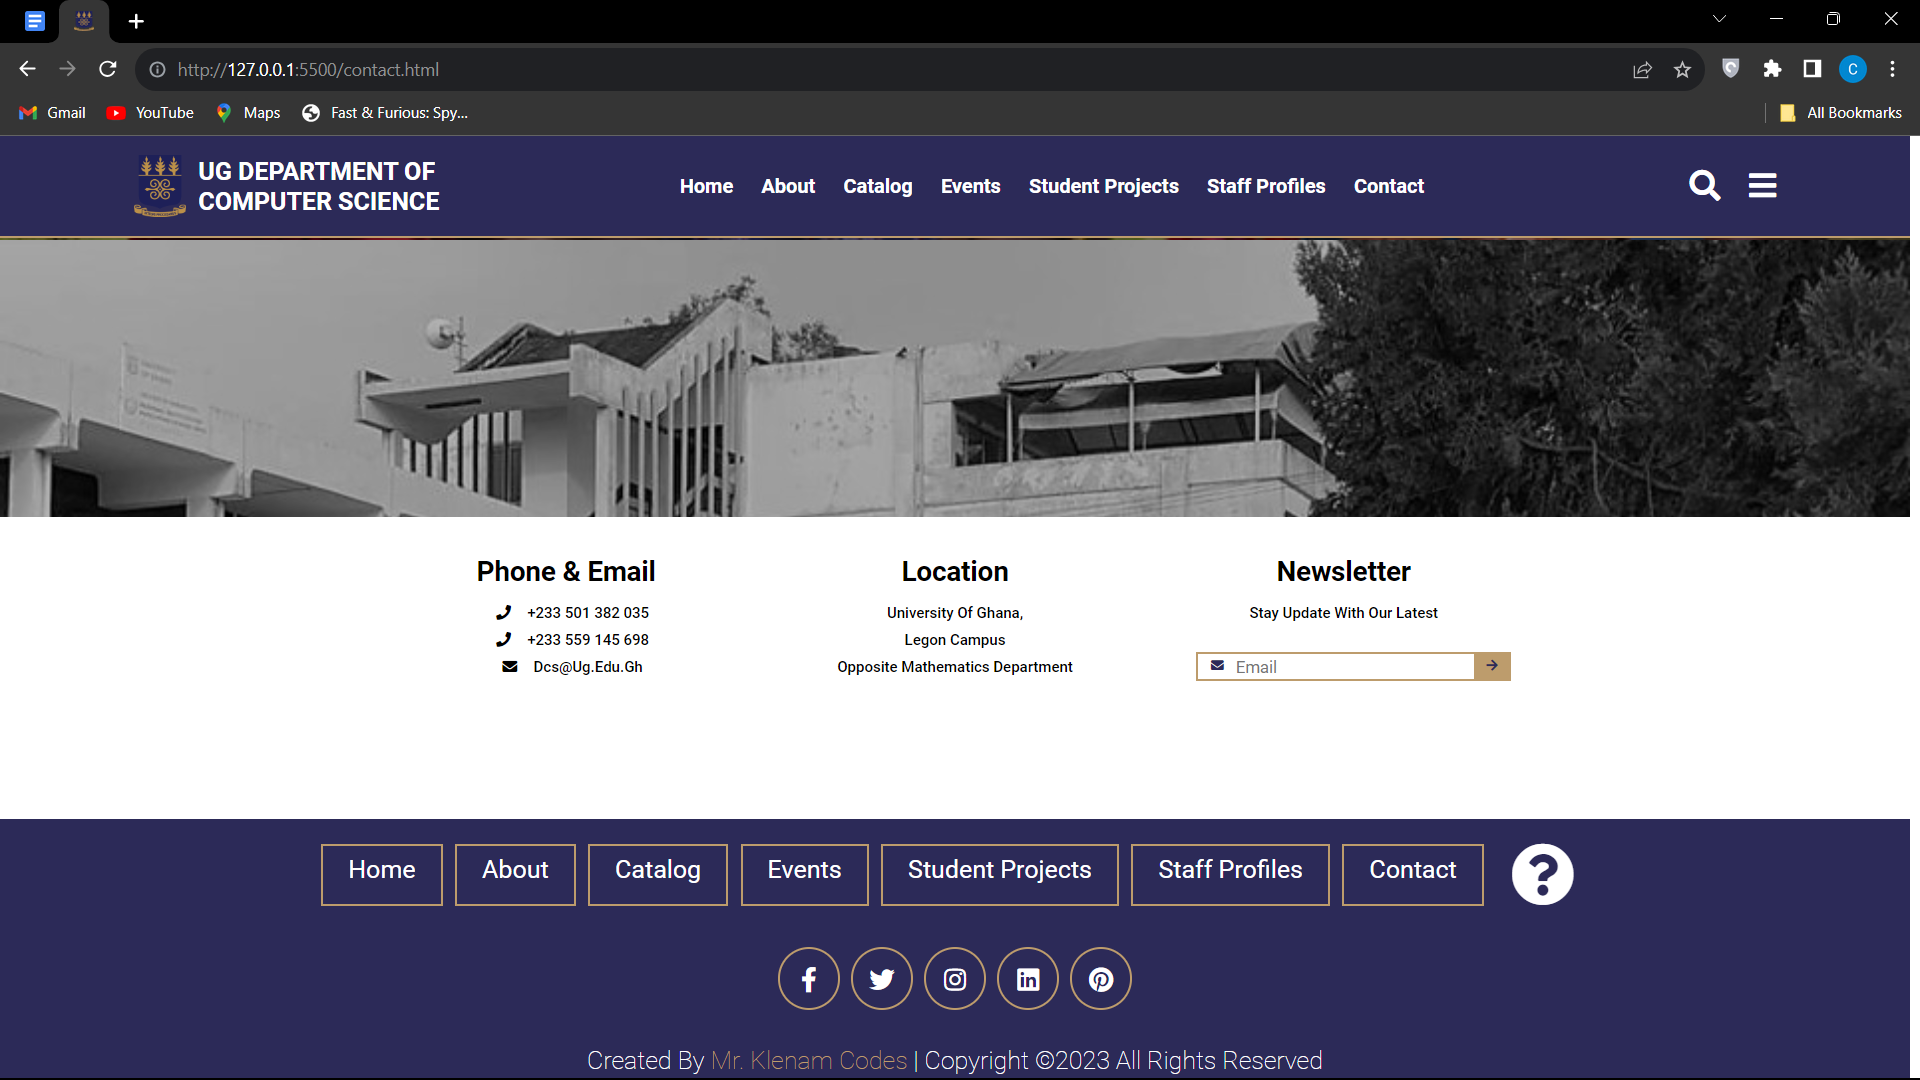 http://127.0.0.1:5500/contact.html
C
Gmail YouTube Maps Fast & Furious: Spy... All Bookmarks
UG DEPARTMENT OF
COMPUTER SCIENCE
Home About Catalog Events Student Projects Staff Profiles Contact
Phone & Email
+233 501 382 035
+233 559 145 698
Dcs@Ug.Edu.Gh
Location
University Of Ghana,
Legon Campus
Opposite Mathematics Department
Newsletter
Stay Update With Our Latest
Email
Home About Catalog Events Student Projects Staff Profiles Contact ?
Created By Mr. Klenam Codes | Copyright ©2023 All Rights Reserved